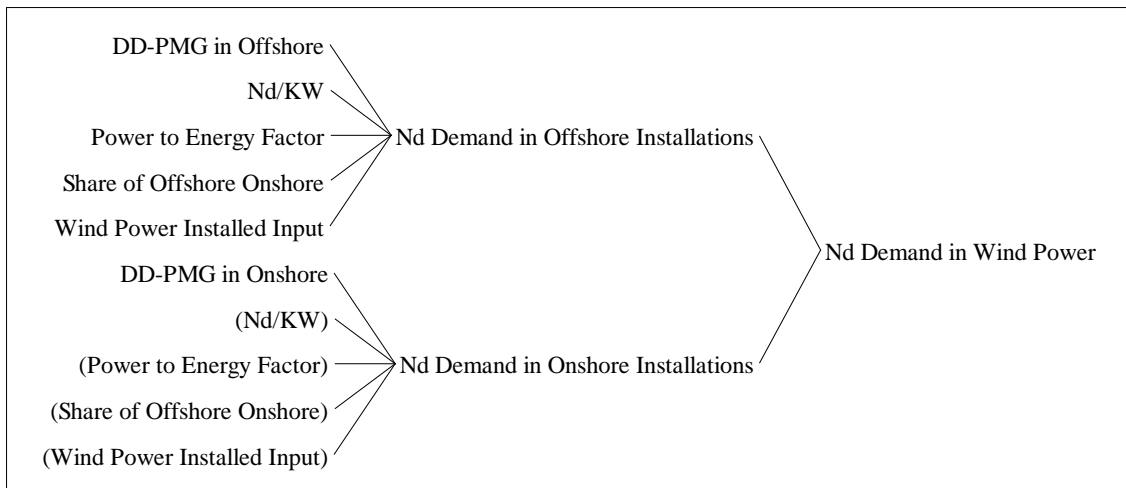 DD-PMG in Offshore
Nd/KW
Power to Energy Factor
Share of Offshore Onshore
Wind Power Installed Input
Nd Demand in Offshore Installations
DD-PMG in Onshore
(Nd/KW)
(Power to Energy Factor)
(Share of Offshore Onshore)
(Wind Power Installed Input)
Nd Demand in Onshore Installations
Nd Demand in Wind Power